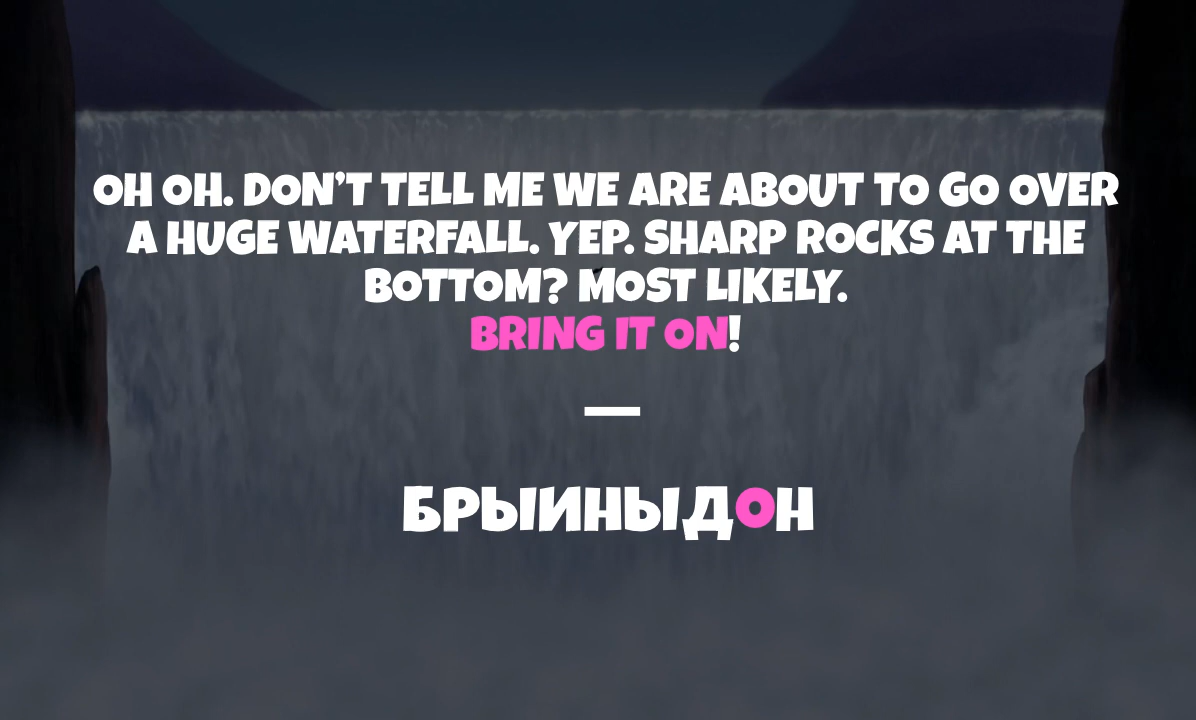 OH OH. DON'T TELL ME WE ARE ABOUT TO GO OVER
A HUGE WATERFALL. YEP. SHARP ROCKS AT THE
BOTTOM? MOST LIKELY.
BRING IT ON!
—
БРЫИНЫДОН